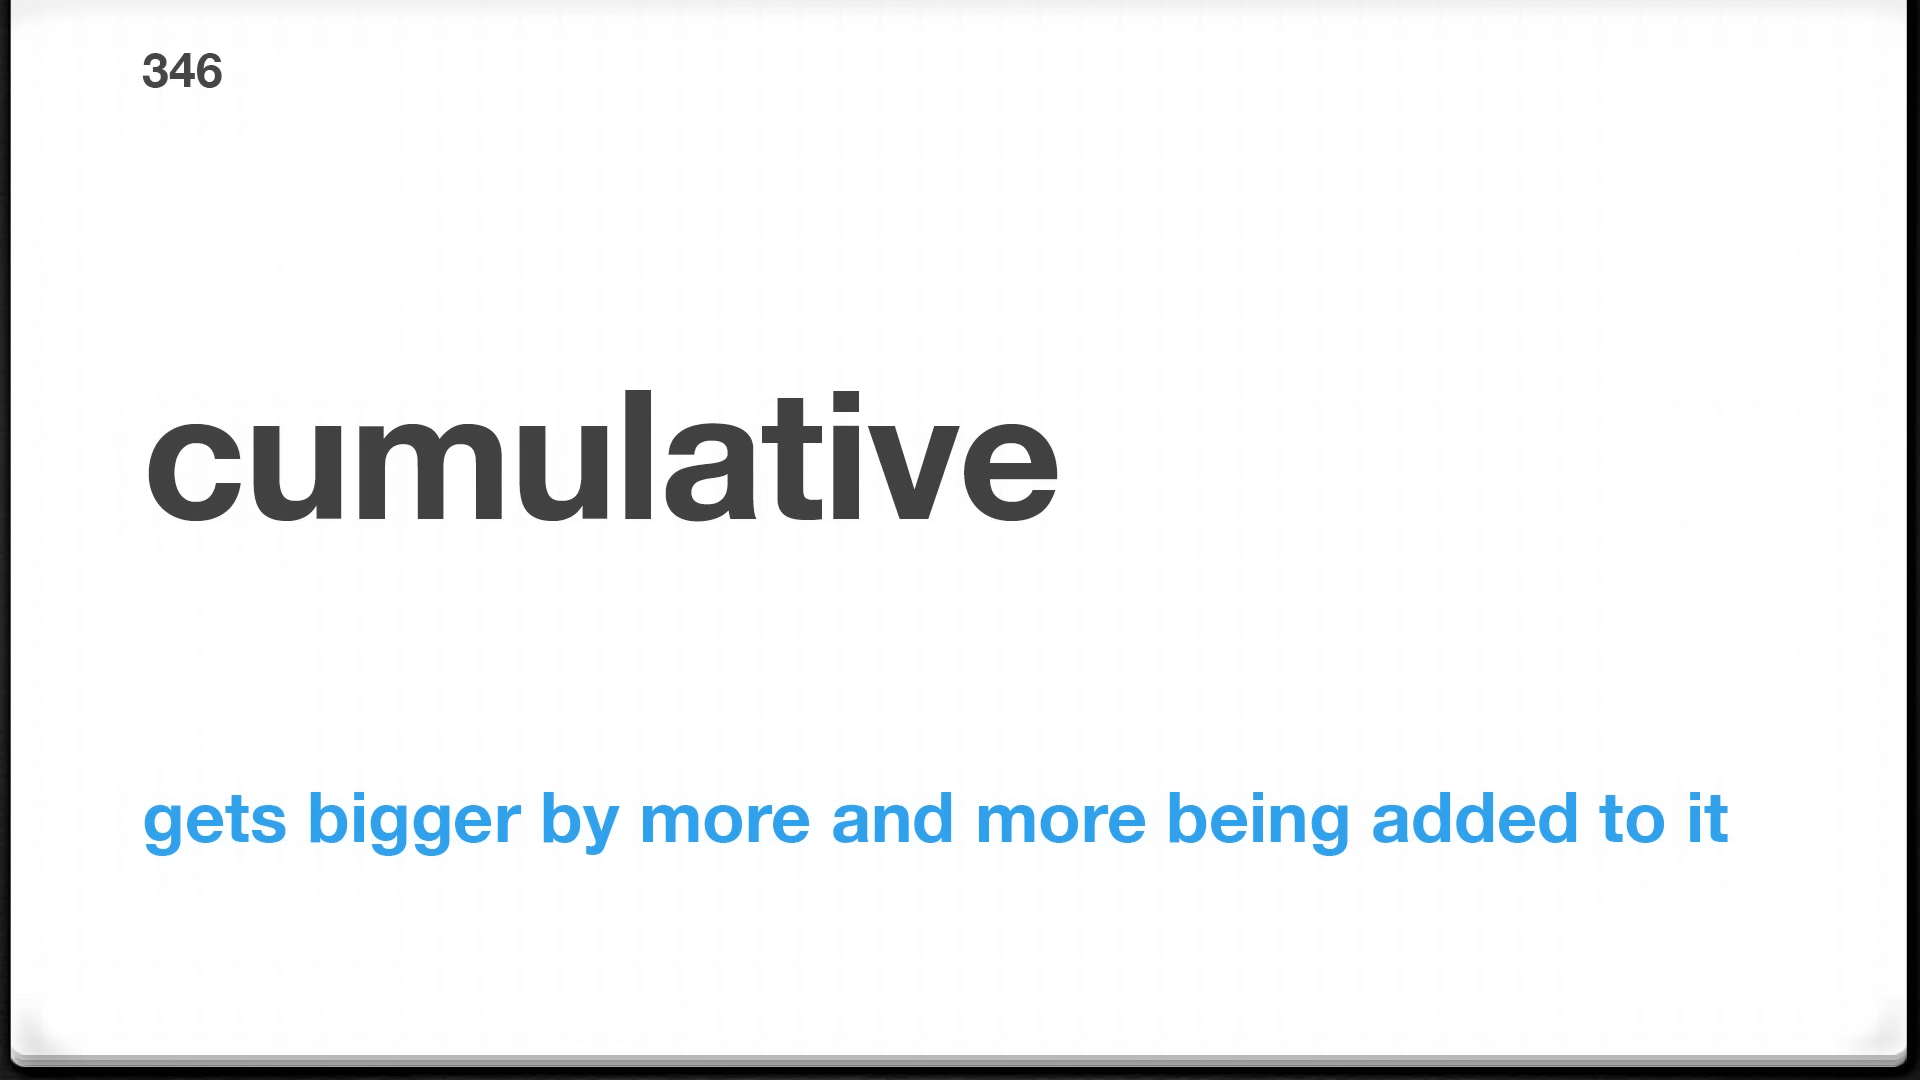 346
cumulative
gets bigger by more and more being added to it